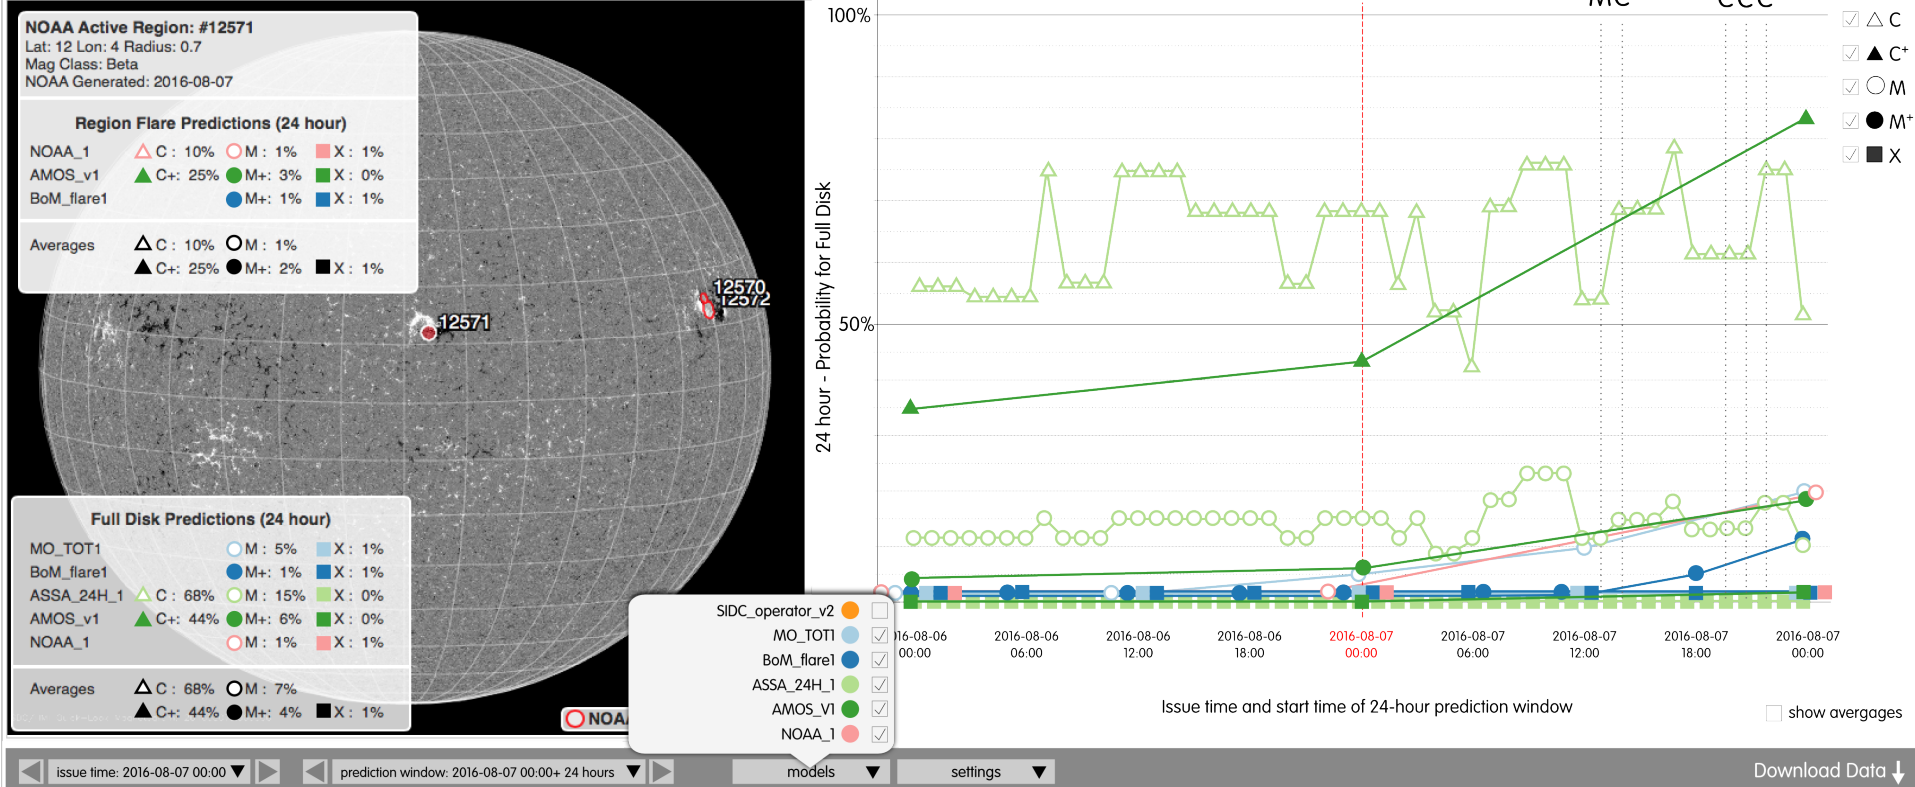 NOAA Active Region: #12571
Lat: 12 Lon: 4 Radius: 0.7
Mag Class: Beta
NOAA Generated: 2016-08-07
Region Flare Predictions (24 hour)
NOAA_1 C : 10% M : 1% X : 1%
AMOS_v1 C+: 25% M+: 3% X : 0%
BoM_flare1 M+: 1% X : 1%
Averages C : 10% M : 1%
C+: 25% M+: 2% X : 1%
12570
12572
12571
Full Disk Predictions (24 hour)
MO_TOT1 M : 5% X : 1%
BoM_flare1 M+: 1% X : 1%
ASSA_24H_1 C : 68% M : 15% X : 0%
AMOS_v1 C+: 44% M+: 6% X : 0%
NOAA_1 M : 1% X : 1%
Averages C : 68% M : 7%
C+: 44% M+: 4% X : 1%
SIDC_operator_v2
MO_TOT1
BoM_flare1
ASSA_24H_1
AMOS_V1
NOAA_1
100%
50%
24 hour - Probability for Full Disk
M C C C C
C
C+
M
M+
X
16-08-06 2016-08-06 2016-08-06 2016-08-06 2016-08-07 2016-08-07 2016-08-07 2016-08-07 2016-08-07
00:00 06:00 12:00 18:00 00:00 06:00 12:00 18:00 00:00
Issue time and start time of 24-hour prediction window
show avergages
issue time: 2016-08-07 00:00
prediction window: 2016-08-07 00:00+ 24 hours
models
settings
Download Data